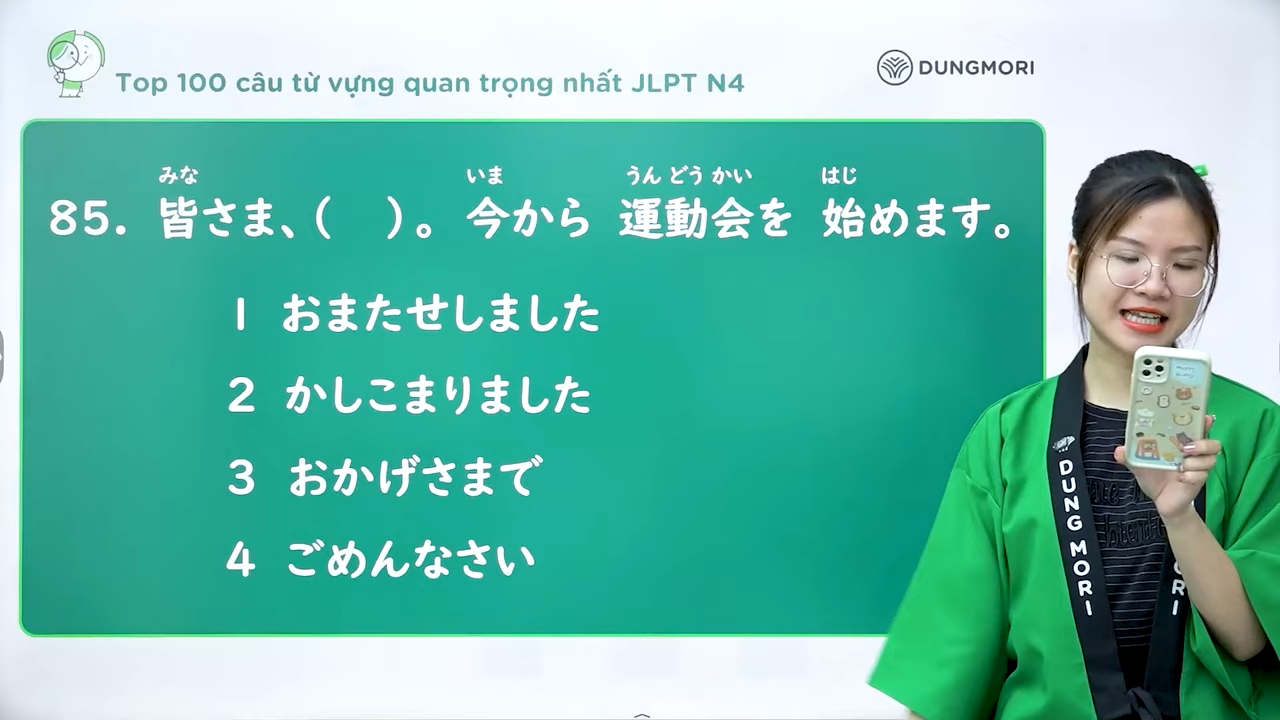 Top 100 câu từ vựng quan trọng nhất JLPT N4
DUNGMORI
みな いま うんどうかい はじ
85. 皆さま、( )。今から 運動会を 始めます。
1 おまたせしました
2 かしこまりました
3 おかげさまで
4 ごめんなさい
DUNG MORI